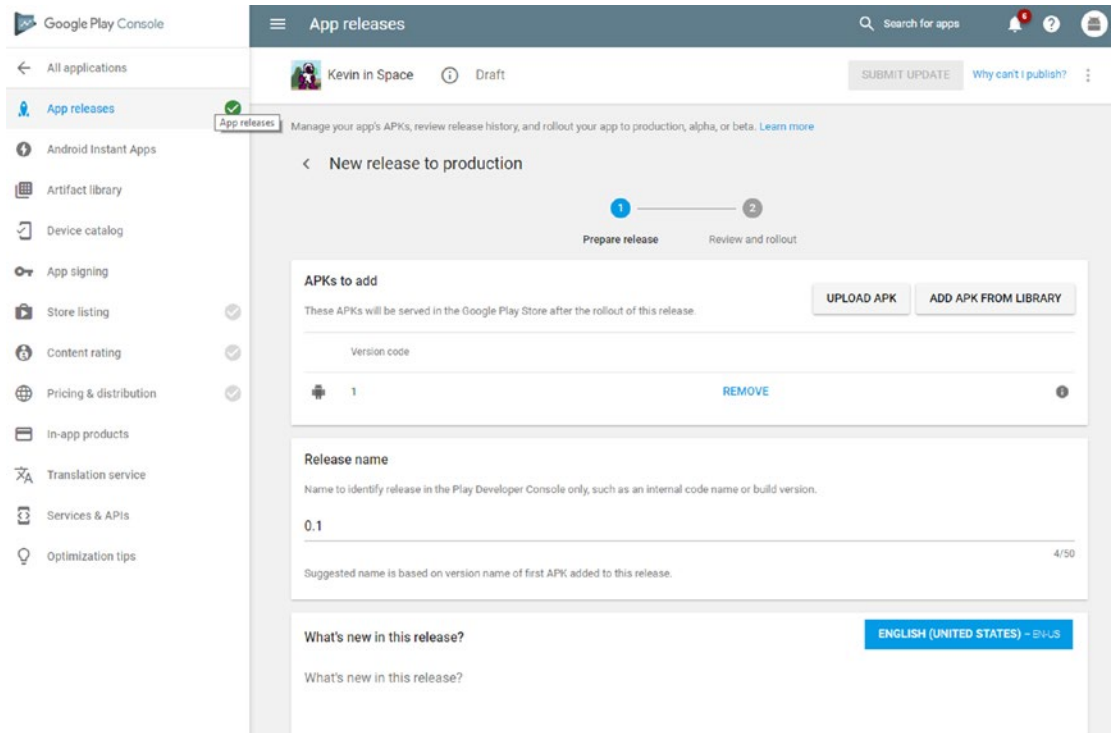 Google Play Console
App releases
Search for apps
6
All applications
Kevin in Space
Draft
SUBMIT UPDATE
Why can't I publish?
App releases
App releases
Manage your app's APKs, review release history, and rollout your app to production, alpha, or beta. Learn more
Android Instant Apps
New release to production
Artifact library
1
2
Device catalog
Prepare release
Review and rollout
App signing
APKs to add
UPLOAD APK
ADD APK FROM LIBRARY
Store listing
These APKs will be served in the Google Play Store after the rollout of this release.
Content rating
Version code
Pricing & distribution
1
REMOVE
In-app products
Release name
Translation service
Name to identify release in the Play Developer Console only, such as an internal code name or build version.
Services & APIs
0.1
Optimization tips
4/50
Suggested name is based on version name of first APK added to this release.
What's new in this release?
ENGLISH (UNITED STATES) – EN-US
What's new in this release?